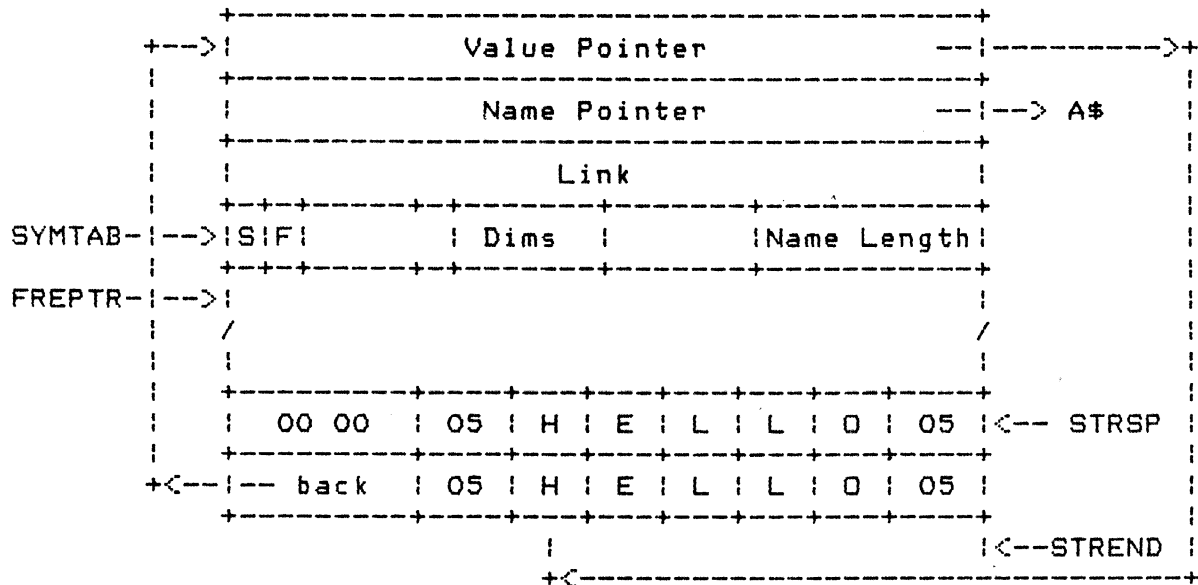 Value Pointer
Name Pointer --> A$
Link
SYMTAB --> S F Dims Name Length
FREPTR -->
00 00 05 H E L L O 05 <-- STRSP
back 05 H E L L O 05
<--STREND